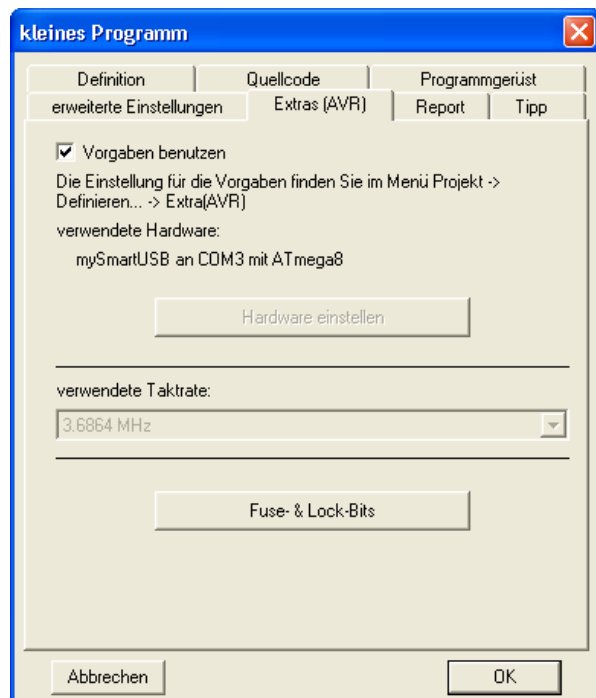 kleines Programm
Definition
Quellcode
Programmgerüst
erweiterte Einstellungen
Extras (AVR)
Report
Tipp
Vorgaben benutzen
Die Einstellung für die Vorgaben finden Sie im Menü Projekt ->
Definieren... -> Extra(AVR)
verwendete Hardware:
mySmartUSB an COM3 mit ATmega8
Hardware einstellen
verwendete Taktrate:
3.6864 MHz
Fuse- & Lock-Bits
Abbrechen
OK